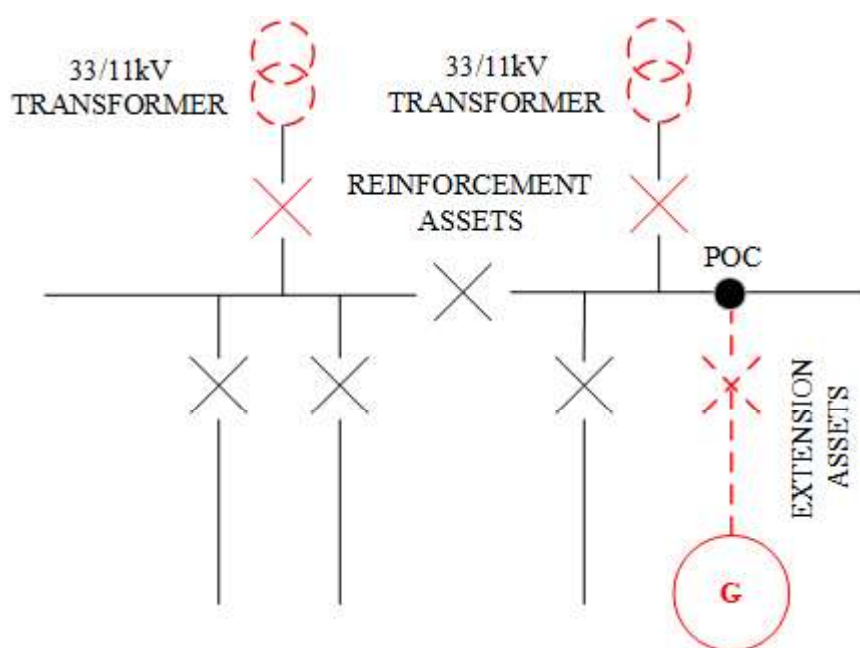 33/11kV
TRANSFORMER
33/11kV
TRANSFORMER
REINFORCEMENT
ASSETS
POC
EXTENSION
ASSETS
G